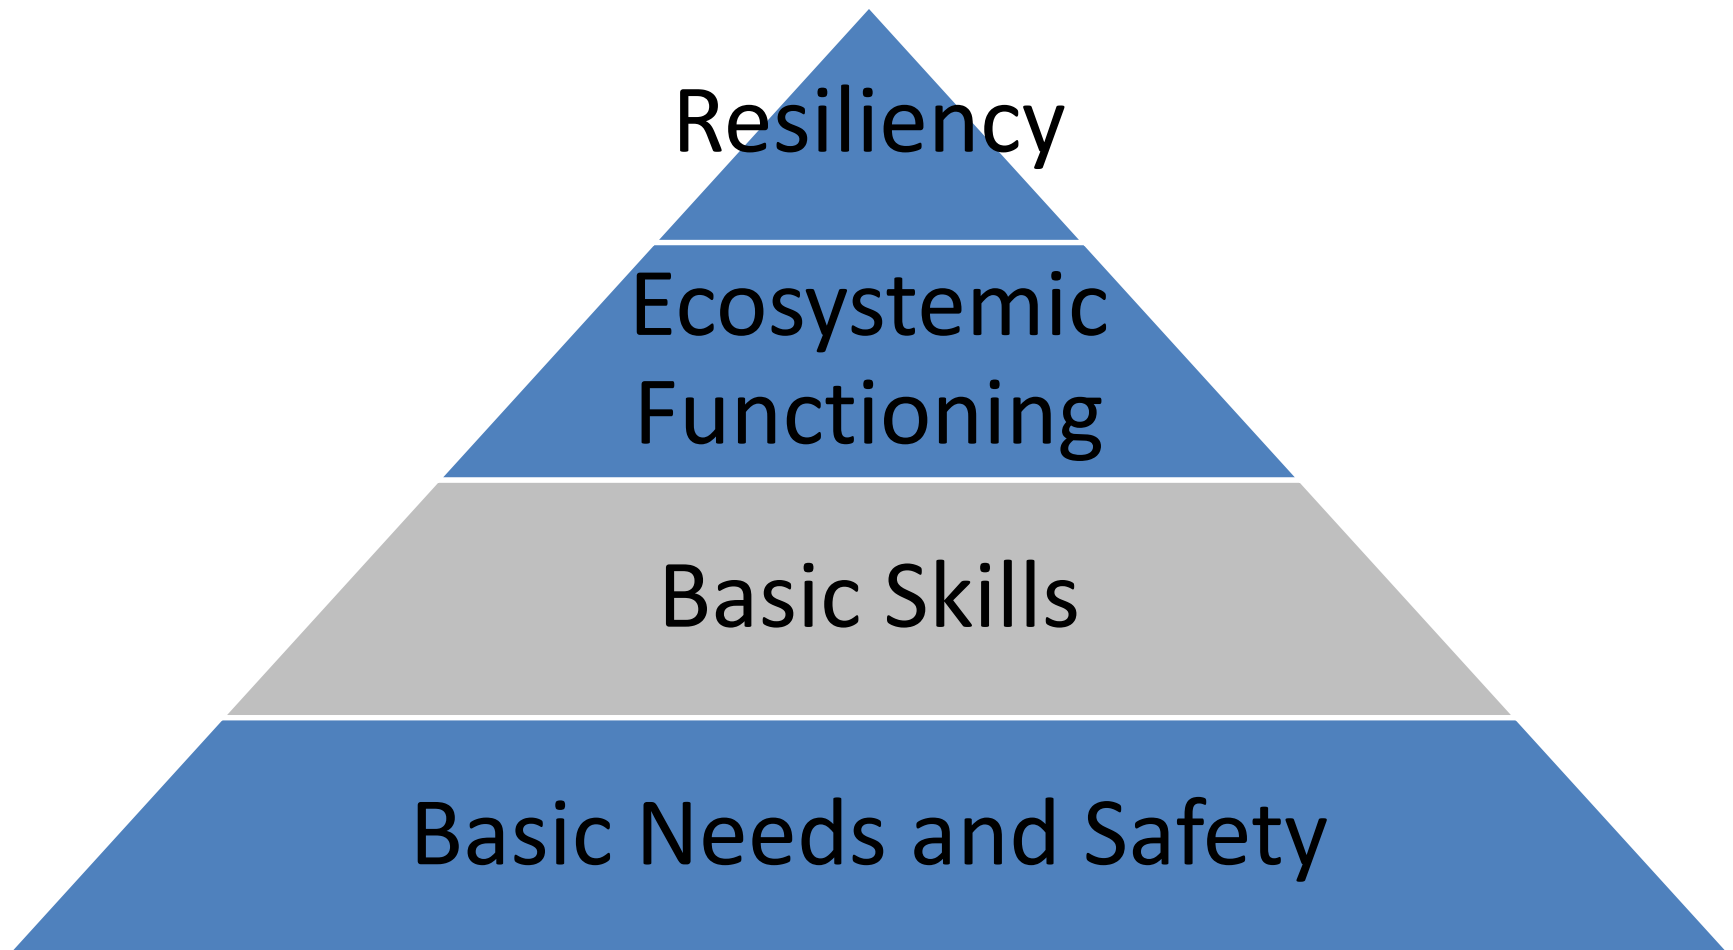 Resiliency
Ecosystemic
Functioning
Basic Skills
Basic Needs and Safety